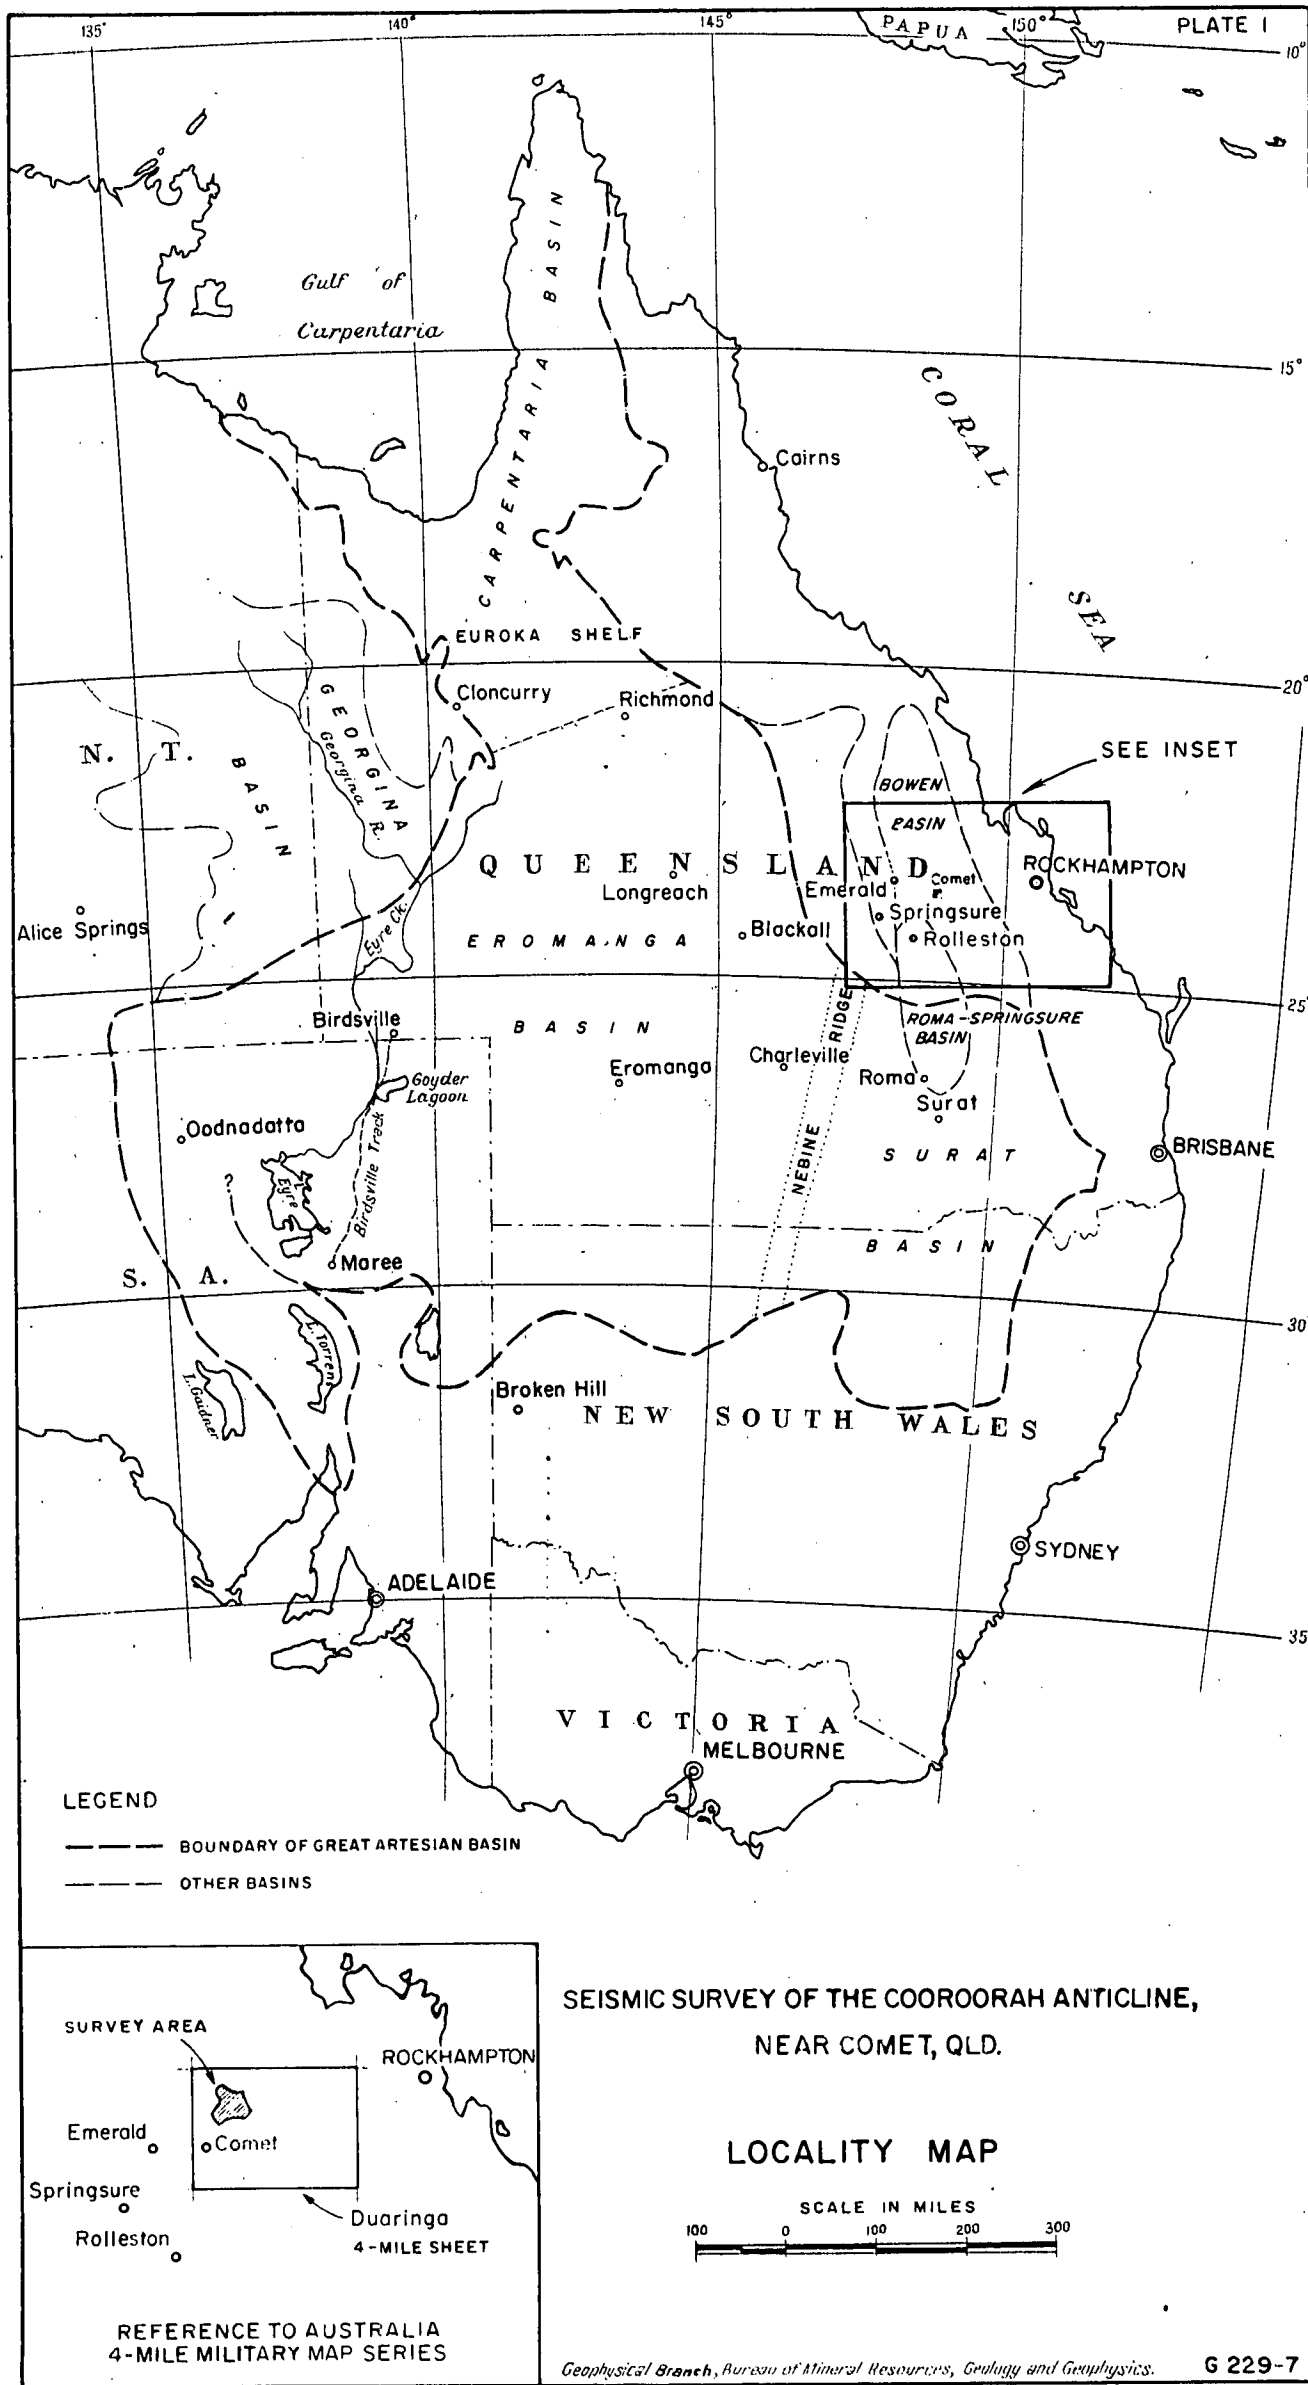 PLATE 1
135°
140°
145°
150°
PAPUA
10°
Gulf of
Carpentaria
CARPENTARIA BASIN
15°
CORAL
SEA
Cairns
EUROKA SHELF
20°
Cloncurry
Richmond
GEORGINA
BASIN
Georgina R.
N. T.
SEE INSET
BOWEN
BASIN
QUEENSLAND
Longreach
Emerald
Comet
ROCKHAMPTON
Springsure
Rolleston
Blackall
Alice Springs
Eyre Ck.
EROMANGA
BASIN
25°
Birdsville
ROMA-SPRINGSURE
BASIN
NEBINE RIDGE
Charleville
Eromanga
Roma
Surat
Goyder
Lagoon
Birdsville Track
Oodnadatta
BRISBANE
SURAT
BASIN
?
L. Eyre
Maree
S. A.
30°
L. Torrens
L. Gaidner
Broken Hill
NEW SOUTH WALES
SYDNEY
ADELAIDE
35°
VICTORIA
MELBOURNE
LEGEND
BOUNDARY OF GREAT ARTESIAN BASIN
OTHER BASINS
SURVEY AREA
ROCKHAMPTON
Emerald
Comet
Springsure
Rolleston
Duaringa
4-MILE SHEET
REFERENCE TO AUSTRALIA
4-MILE MILITARY MAP SERIES
SEISMIC SURVEY OF THE COOROORAH ANTICLINE,
NEAR COMET, QLD.
LOCALITY MAP
SCALE IN MILES
100 0 100 200 300
Geophysical Branch, Bureau of Mineral Resources, Geology and Geophysics.
G 229-7